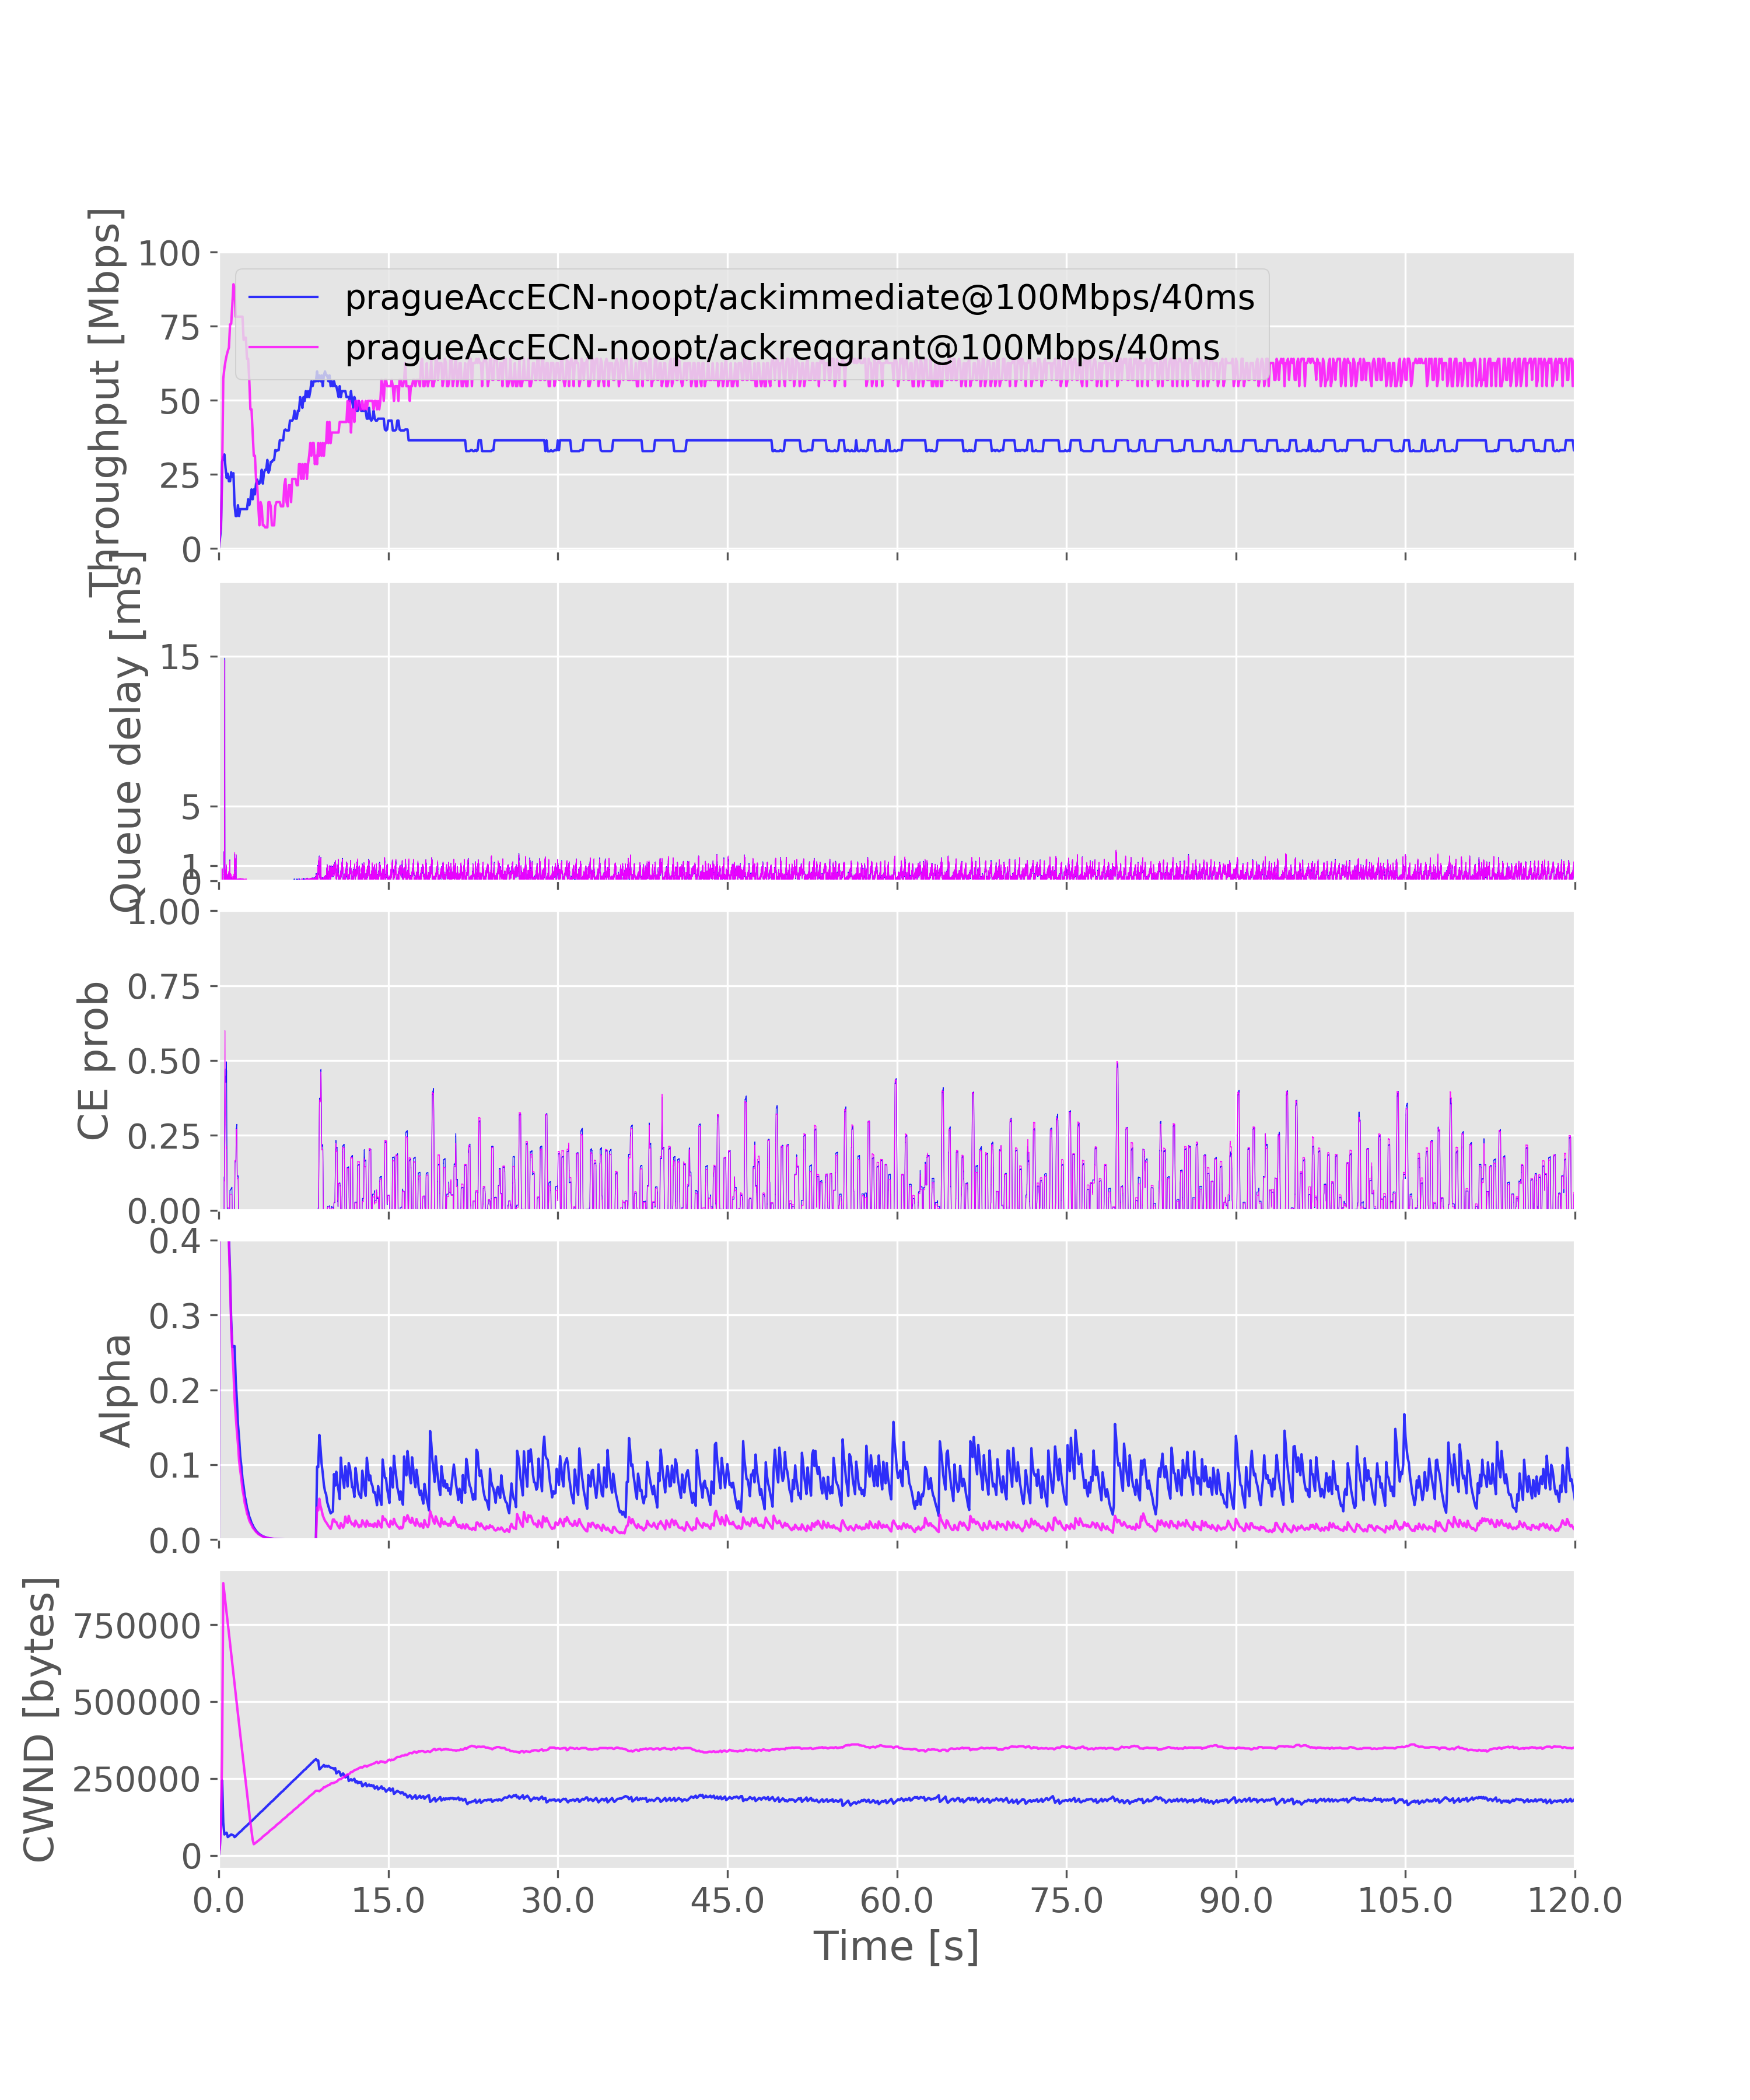 Throughput [Mbps]
100
75
50
25
0
pragueAccECN-noopt/ackimmediate@100Mbps/40ms
pragueAccECN-noopt/ackreqgrant@100Mbps/40ms
Queue delay [ms]
15
5
1
0
CE prob
1.00
0.75
0.50
0.25
0.00
Alpha
0.4
0.3
0.2
0.1
0.0
CWND [bytes]
750000
500000
250000
0
0.0 15.0 30.0 45.0 60.0 75.0 90.0 105.0 120.0
Time [s]